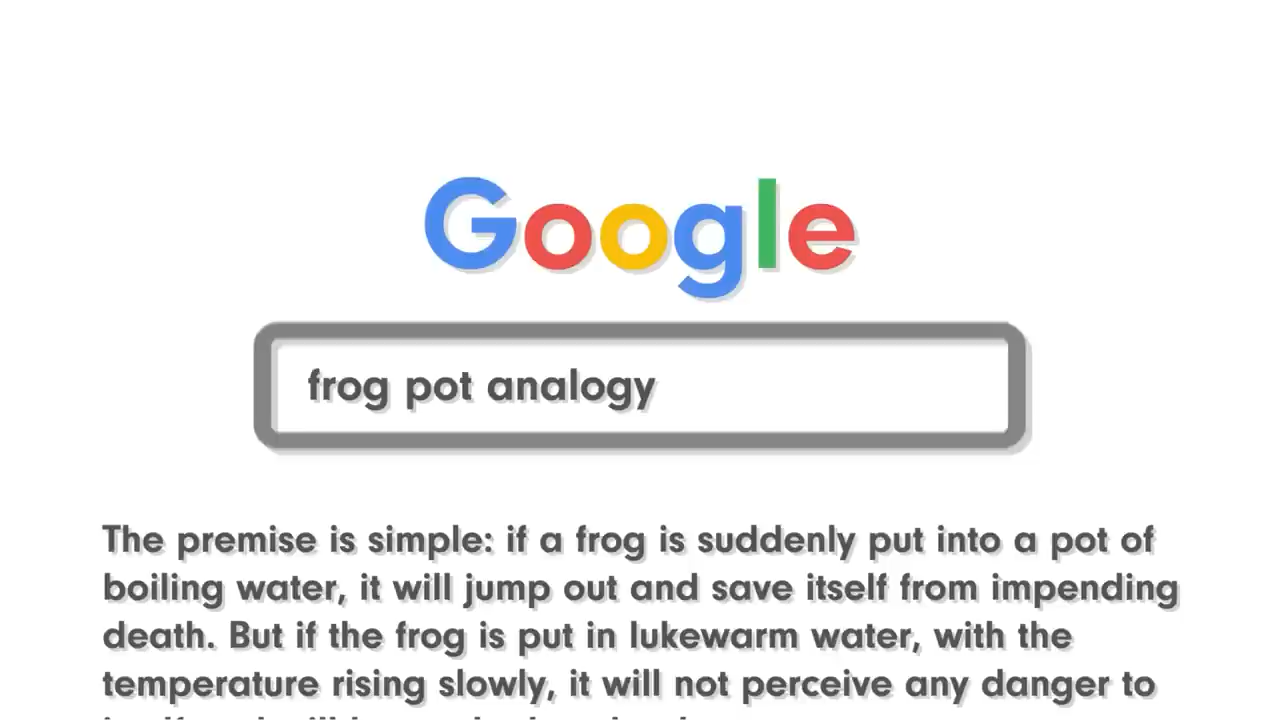 Google
frog pot analogy
The premise is simple: if a frog is suddenly put into a pot of
boiling water, it will jump out and save itself from impending
death. But if the frog is put in lukewarm water, with the
temperature rising slowly, it will not perceive any danger to